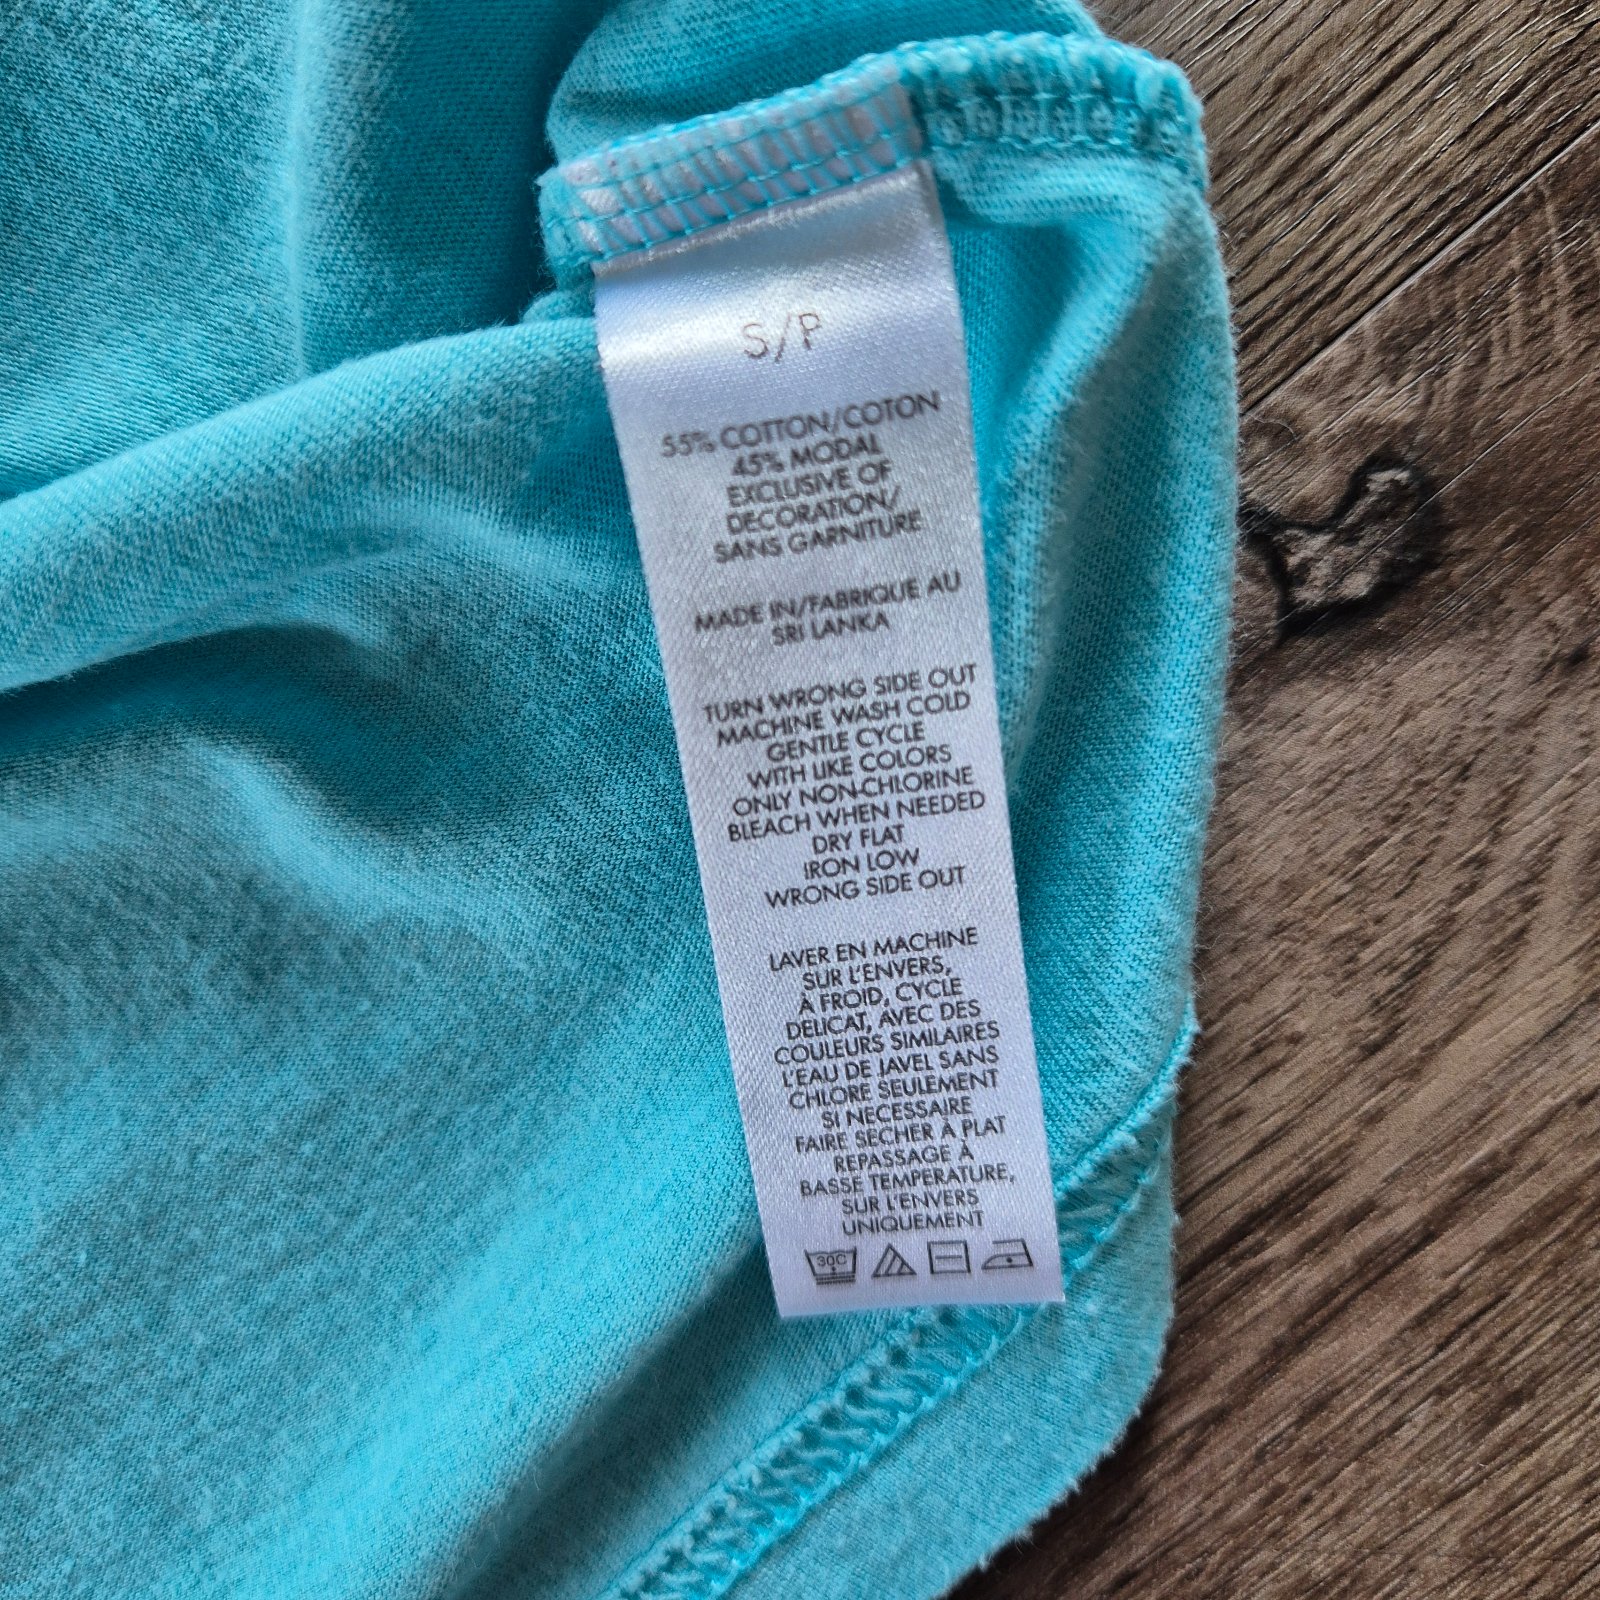 S/P
55% COTTON/COTON
45% MODAL
EXCLUSIVE OF
DECORATION/
SANS GARNITURE
MADE IN/FABRIQUE AU
SRI LANKA
TURN WRONG SIDE OUT
MACHINE WASH COLD
GENTLE CYCLE
WITH LIKE COLORS
ONLY NON-CHLORINE
BLEACH WHEN NEEDED
DRY FLAT
IRON LOW
WRONG SIDE OUT
LAVER EN MACHINE
SUR L'ENVERS,
À FROID, CYCLE
DELICAT, AVEC DES
COULEURS SIMILAIRES
L'EAU DE JAVEL SANS
CHLORE SEULEMENT
SI NECESSAIRE
FAIRE SECHER À PLAT
REPASSAGE À
BASSE TEMPERATURE,
SUR L'ENVERS
UNIQUEMENT
30C